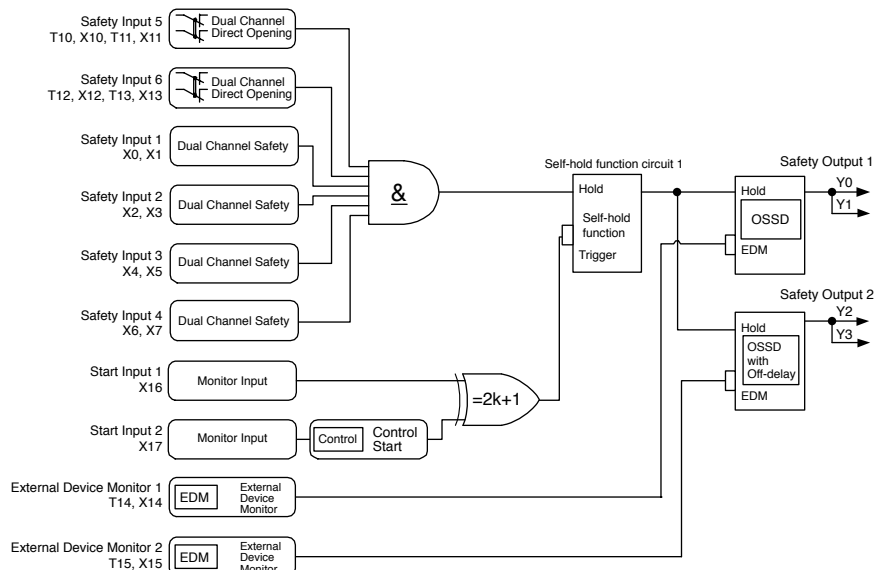 Safety Input 5
T10, X10, T11, X11
Dual Channel
Direct Opening
Safety Input 6
T12, X12, T13, X13
Dual Channel
Direct Opening
Safety Input 1
X0, X1
Dual Channel Safety
Safety Input 2
X2, X3
Dual Channel Safety
Safety Input 3
X4, X5
Dual Channel Safety
Safety Input 4
X6, X7
Dual Channel Safety
&
Self-hold function circuit 1
Hold
Self-hold
function
Trigger
Safety Output 1
Hold
OSSD
EDM
Y0
Y1
Safety Output 2
Hold
OSSD
with
Off-delay
EDM
Y2
Y3
Start Input 1
X16
Monitor Input
=2k+1
Start Input 2
X17
Monitor Input
Control
Control
Start
External Device Monitor 1
T14, X14
EDM
External
Device
Monitor
External Device Monitor 2
T15, X15
EDM
External
Device
Monitor